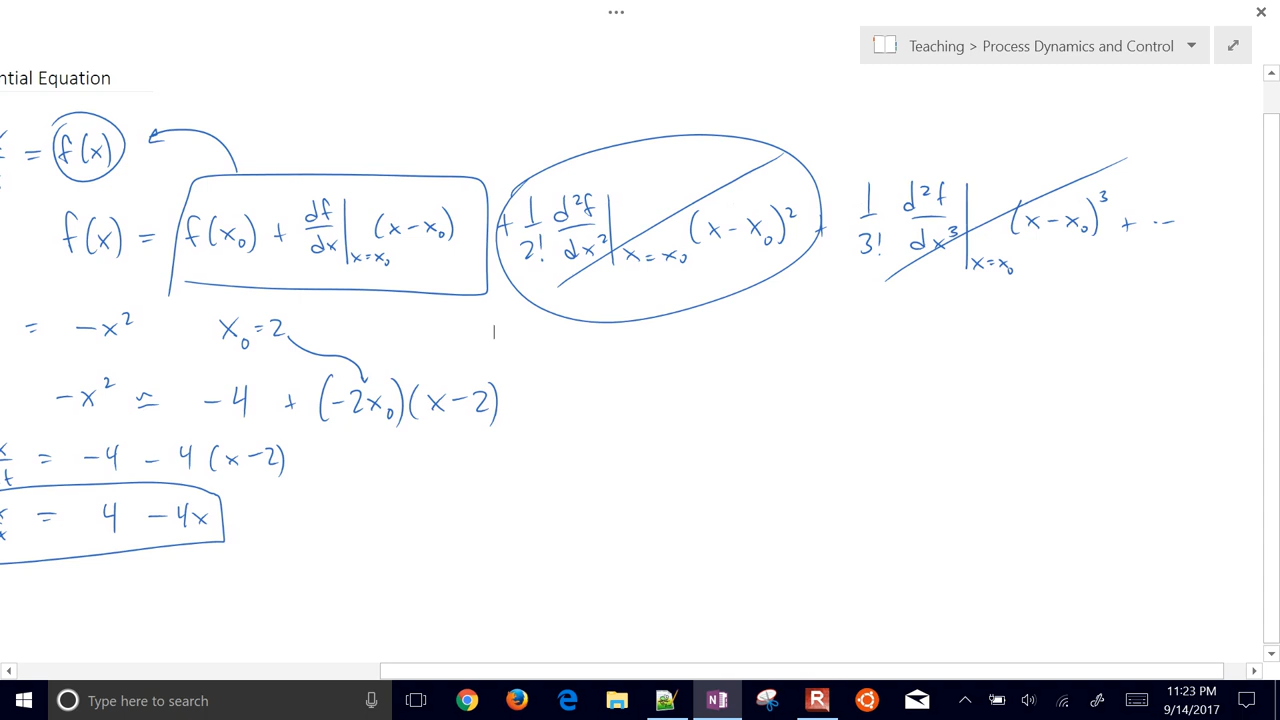 Teaching > Process Dynamics and Control
ntial Equation
= f(x)
f(x) = f(x₀) + df/dx |ₓ₌ₓ₀ (x - x₀) + 1/2! d²f/dx² |ₓ₌ₓ₀ (x - x₀)² + 1/3! d²f/dx³ |ₓ₌ₓ₀ (x - x₀)³ + ...
= -x² x₀ = 2
-x² ≃ -4 + (-2x₀)(x-2)
= -4 - 4 (x-2)
= 4 - 4x
Type here to search
11:23 PM
9/14/2017